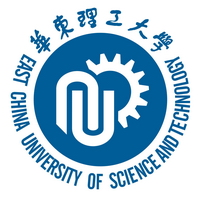 華東理工大學
EAST CHINA UNIVERSITY OF SCIENCE AND TECHNOLOGY